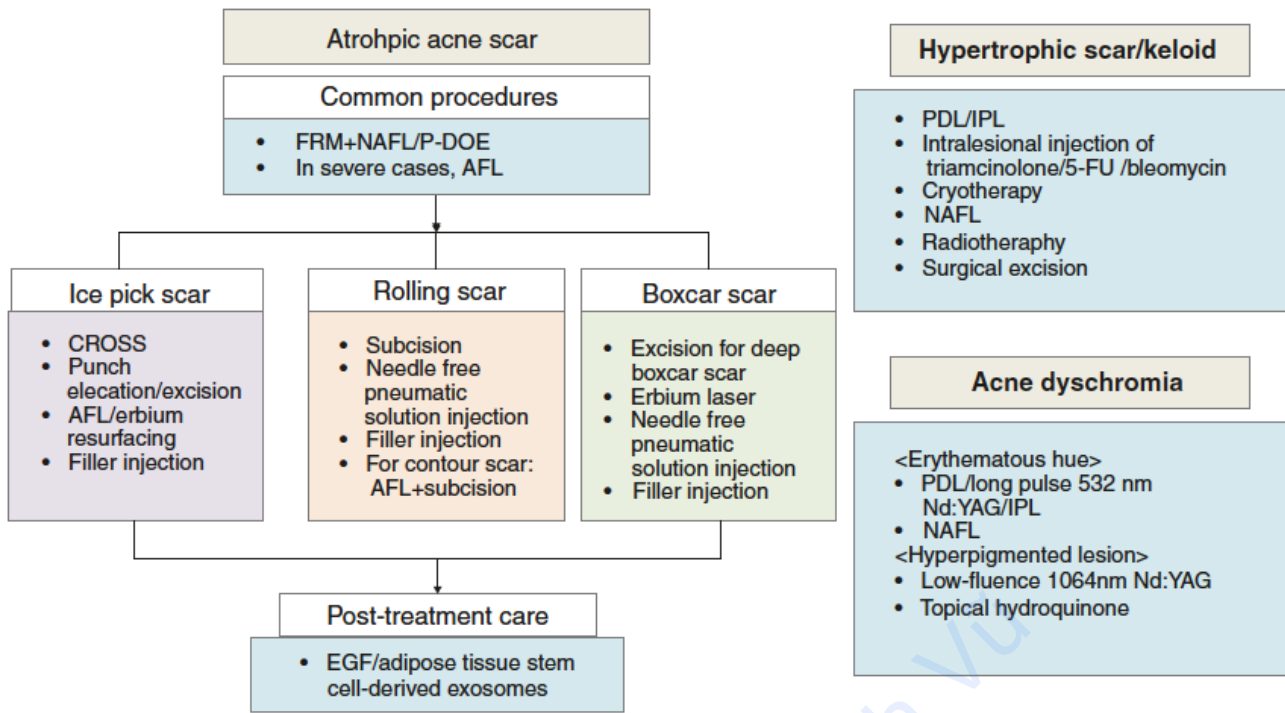 Atrohpic acne scar
Common procedures
• FRM+NAFL/P-DOE
• In severe cases, AFL
Ice pick scar
• CROSS
• Punch
elecation/excision
• AFL/erbium
resurfacing
• Filler injection
Rolling scar
• Subcision
• Needle free
pneumatic
solution injection
• Filler injection
• For contour scar:
AFL+subcision
Boxcar scar
• Excision for deep
boxcar scar
• Erbium laser
• Needle free
pneumatic
solution injection
• Filler injection
Post-treatment care
• EGF/adipose tissue stem
cell-derived exosomes
Hypertrophic scar/keloid
• PDL/IPL
• Intralesional injection of
triamcinolone/5-FU /bleomycin
• Cryotherapy
• NAFL
• Radiotheraphy
• Surgical excision
Acne dyschromia
<Erythematous hue>
• PDL/long pulse 532 nm
Nd:YAG/IPL
• NAFL
<Hyperpigmented lesion>
• Low-fluence 1064nm Nd:YAG
• Topical hydroquinone
Vu